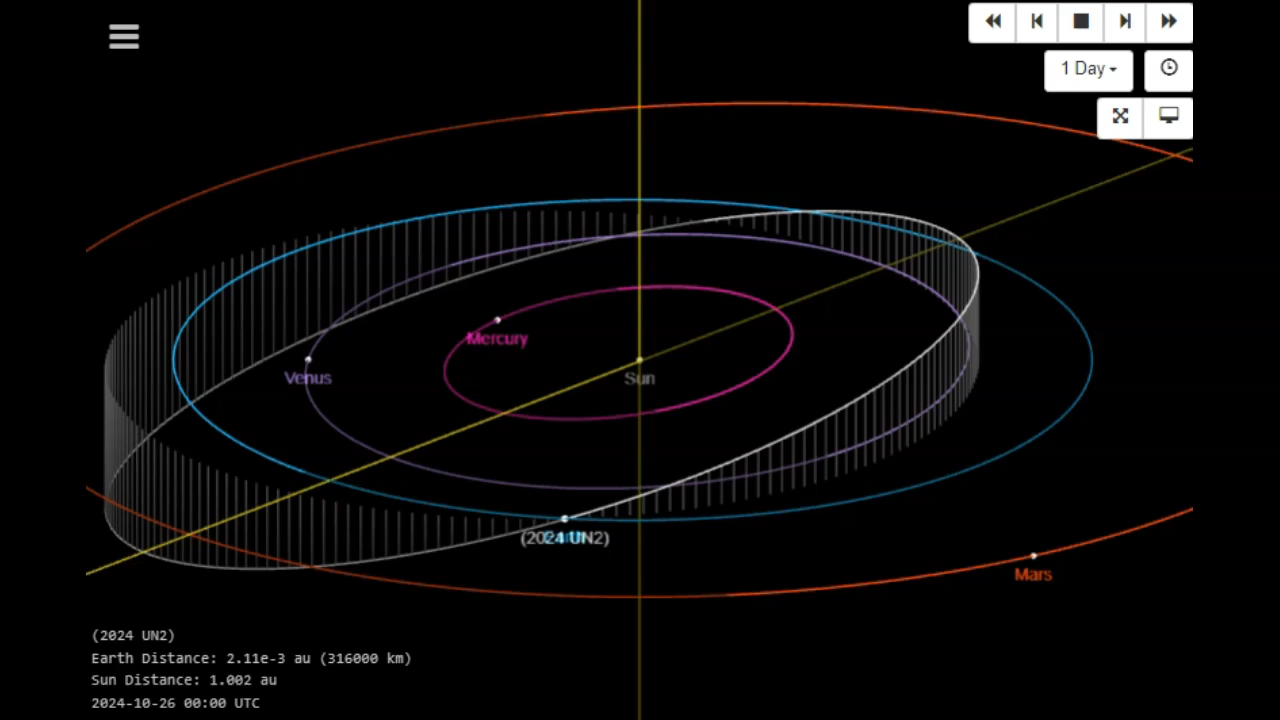 1 Day
Mercury
Venus
Sun
(2024 UN2)
Mars
(2024 UN2)
Earth Distance: 2.11e-3 au (316000 km)
Sun Distance: 1.002 au
2024-10-26 00:00 UTC